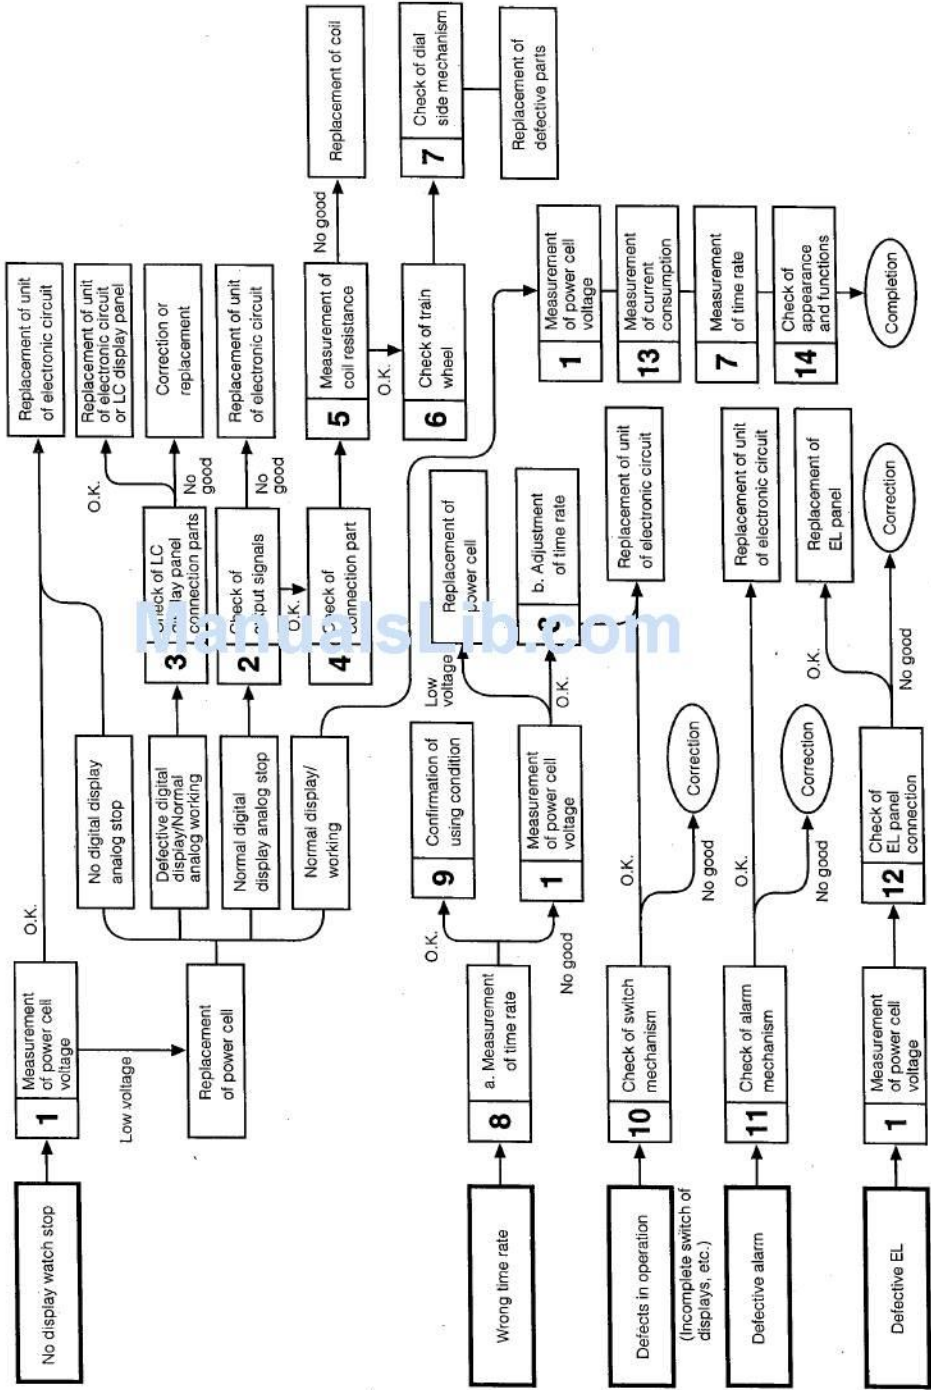 No display watch stop
1
Measurement
of power cell
voltage
O.K.
Replacement of unit
of electronic circuit
Low voltage
Replacement
of power cell
No digital display
analog stop
Defective digital
display/Normal
analog working
3
Check of LC
display panel
connection parts
O.K.
Replacement of unit
of electronic circuit
or LC display panel
No
good
Correction or
replacement
Normal digital
display analog stop
2
Check of
output signals
No
good
Replacement of unit
of electronic circuit
O.K.
4
Check of
connection part
5
Measurement of
coil resistance
No good
Replacement of coil
O.K.
6
Check of train
wheel
7
Check of dial
side mechanism
Replacement of
defective parts
Normal display/
working
1
Measurement
of power cell
voltage
13
Measurement
of current
consumption
7
Measurement
of time rate
14
Check of
appearance
and functions
Completion
Wrong time rate
8
a. Measurement
of time rate
O.K.
9
Confirmation of
using condition
No good
1
Measurement
of power cell
voltage
Low
voltage
Replacement of
power cell
O.K.
3
b. Adjustment
of time rate
Defects in operation
(Incomplete switch of
displays, etc.)
10
Check of switch
mechanism
O.K.
Replacement of unit
of electronic circuit
No good
Correction
Defective alarm
11
Check of alarm
mechanism
O.K.
Replacement of unit
of electronic circuit
No good
Correction
Defective EL
1
Measurement
of power cell
voltage
12
Check of
EL panel
connection
O.K.
Replacement of
EL panel
No good
Correction
ManualsLib.com